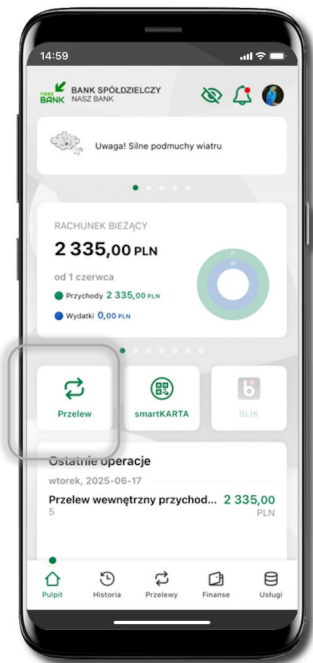 14:59
nasz BANK
BANK SPÓŁDZIELCZY
NASZ BANK
Uwaga! Silne podmuchy wiatru
RACHUNEK BIEŻĄCY
2 335,00 PLN
od 1 czerwca
Przychody 2 335,00 PLN
Wydatki 0,00 PLN
Przelew
smartKARTA
BLIK
Ostatnie operacje
wtorek, 2025-06-17
Przelew wewnętrzny przychod... 2 335,00
5 PLN
Pulpit
Historia
Przelewy
Finanse
Usługi